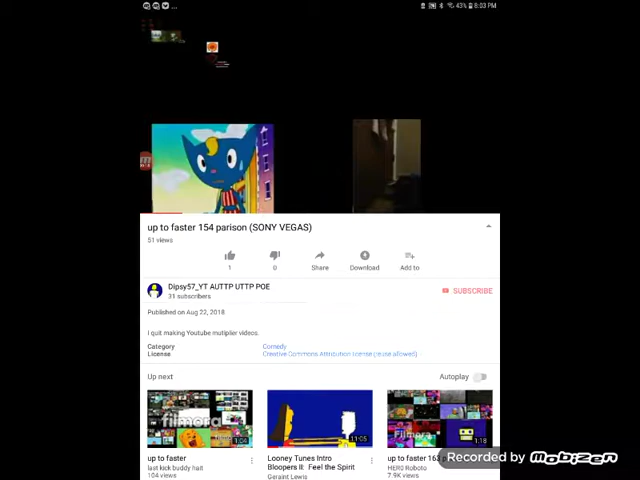 43% 8:03 PM
up to faster 154 parison (SONY VEGAS)
51 views
1
0
Share
Download
Add to
Dipsy57_YT AUTTP UTTP POE
31 subscribers
SUBSCRIBE
Published on Aug 22, 2018
I quit making Youtube mutiplier videos.
Category
Comedy
License
Creative Commons Attribution license (reuse allowed)
Up next
Autoplay
filmora
1:04
11:05
Filmora
1:18
up to faster
last kick buddy hall
104 views
Looney Tunes Intro
Bloopers II: Feel the Spirit
Geraint Lewis
up to faster 163 p
HER0 Roboto
7.9K views
Recorded by mobizen